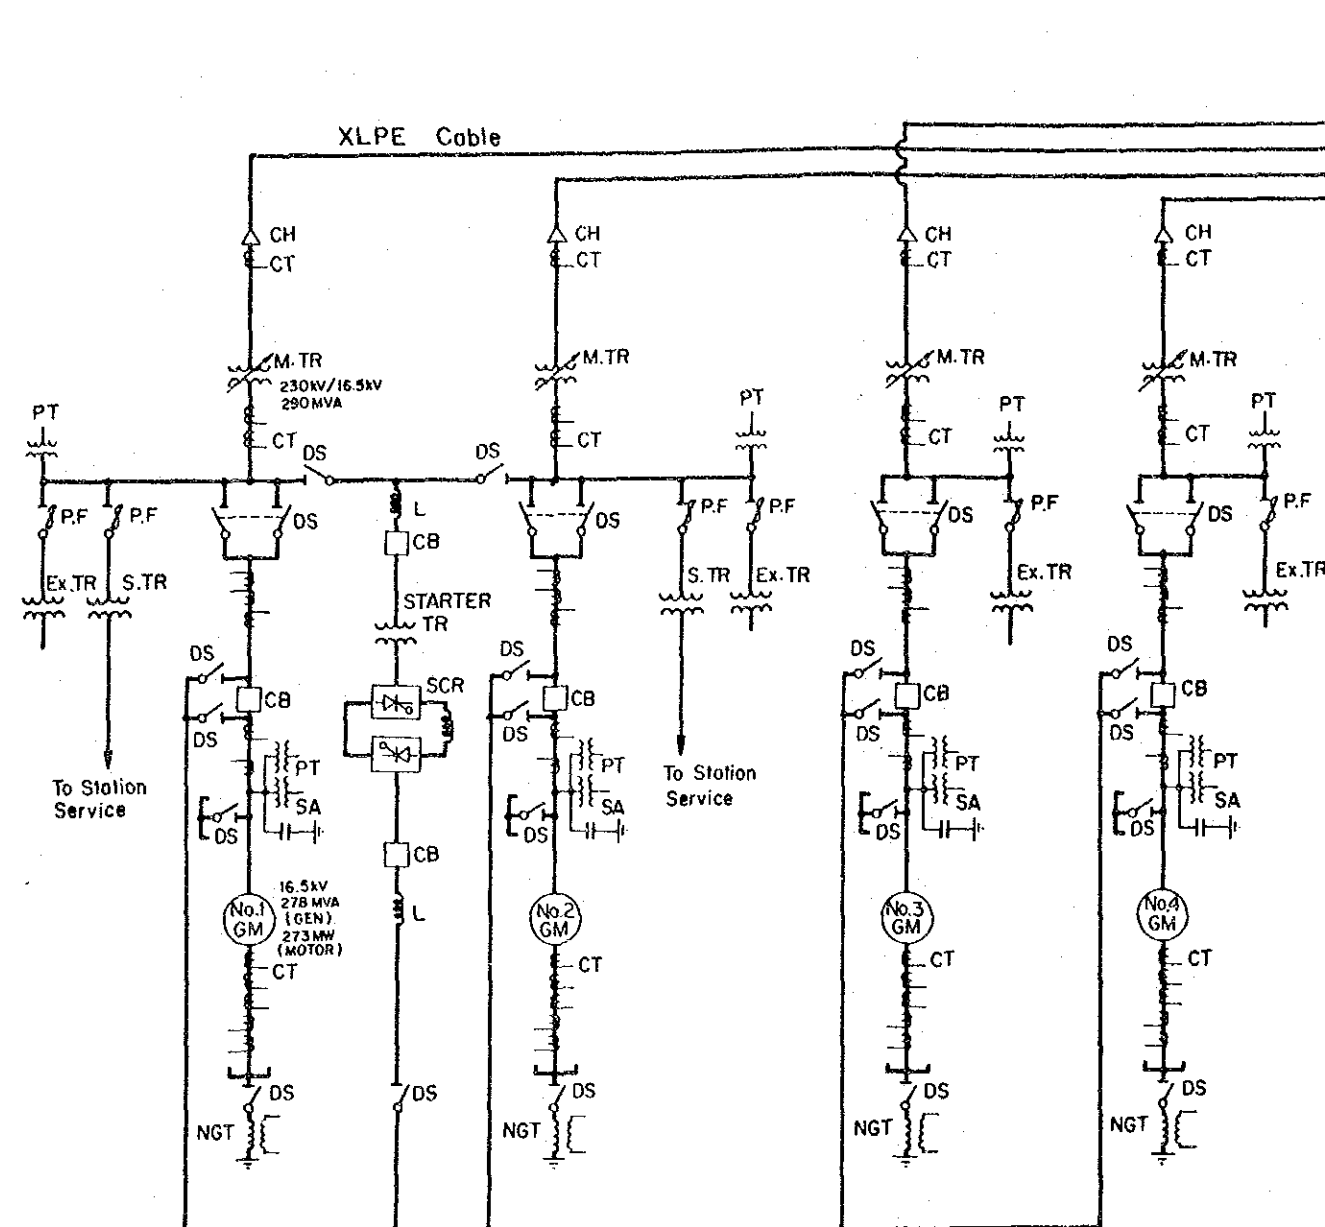 XLPE Cable
CH CH CH CH
CT CT CT CT
M.TR M.TR M.TR M.TR
230kV/16.5kV
290MVA
PT PT PT PT
CT CT CT CT
DS DS
P.F P.F DS L DS P.F P.F DS P.F DS P.F
CB
Ex.TR S.TR S.TR Ex.TR Ex.TR Ex.TR
STARTER
TR
DS DS DS DS
SCR
CB CB CB CB
DS DS DS DS
PT PT PT PT
To Station
Service
To Station
Service
SA SA SA SA
DS DS DS DS
CB
16.5kV
278 MVA
(GEN)
273 MW
(MOTOR)
No.1
GM
L
No.2
GM
No.3
GM
No.4
GM
CT CT CT CT
DS DS DS DS DS
NGT NGT NGT NGT